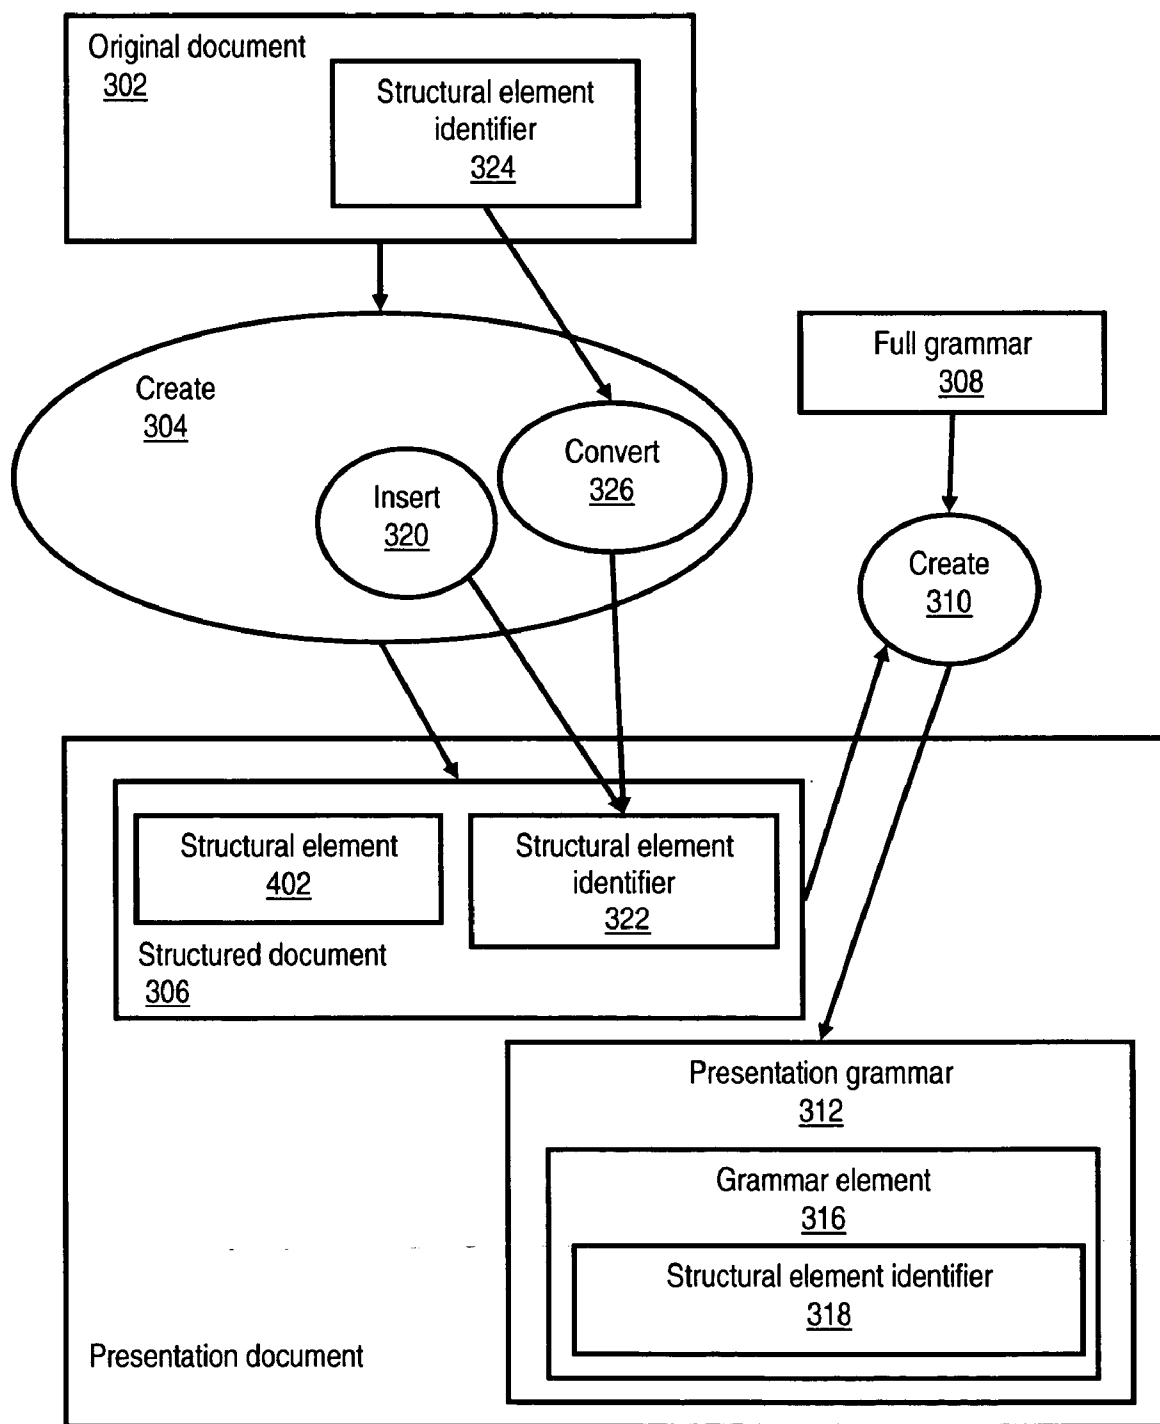 Original document
302
Structural element
identifier
324
Create
304
Insert
320
Convert
326
Full grammar
308
Create
310
Structural element
402
Structural element
identifier
322
Structured document
306
Presentation grammar
312
Grammar element
316
Structural element identifier
318
Presentation document